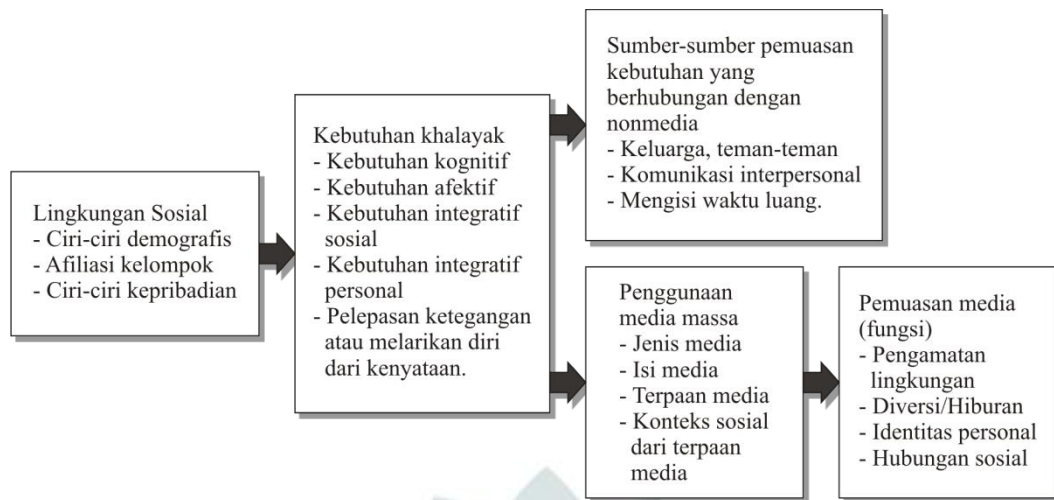 Lingkungan Sosial
- Ciri-ciri demografis
- Afiliasi kelompok
- Ciri-ciri kepribadian
Kebutuhan khalayak
- Kebutuhan kognitif
- Kebutuhan afektif
- Kebutuhan integratif
sosial
- Kebutuhan integratif
personal
- Pelepasan ketegangan
atau melarikan diri
dari kenyataan.
Sumber-sumber pemuasan
kebutuhan yang
berhubungan dengan
nonmedia
- Keluarga, teman-teman
- Komunikasi interpersonal
- Mengisi waktu luang.
Penggunaan
media massa
- Jenis media
- Isi media
- Terpaan media
- Konteks sosial
dari terpaan
media
Pemuasan media
(fungsi)
- Pengamatan
lingkungan
- Diversi/Hiburan
- Identitas personal
- Hubungan sosial